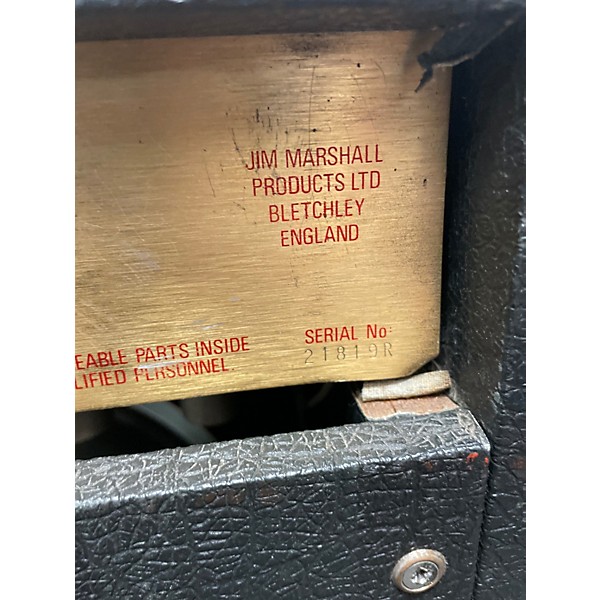 JIM MARSHALL
PRODUCTS LTD
BLETCHLEY
ENGLAND
EABLE PARTS INSIDE
LIFIED PERSONNEL.
SERIAL No:
21819R